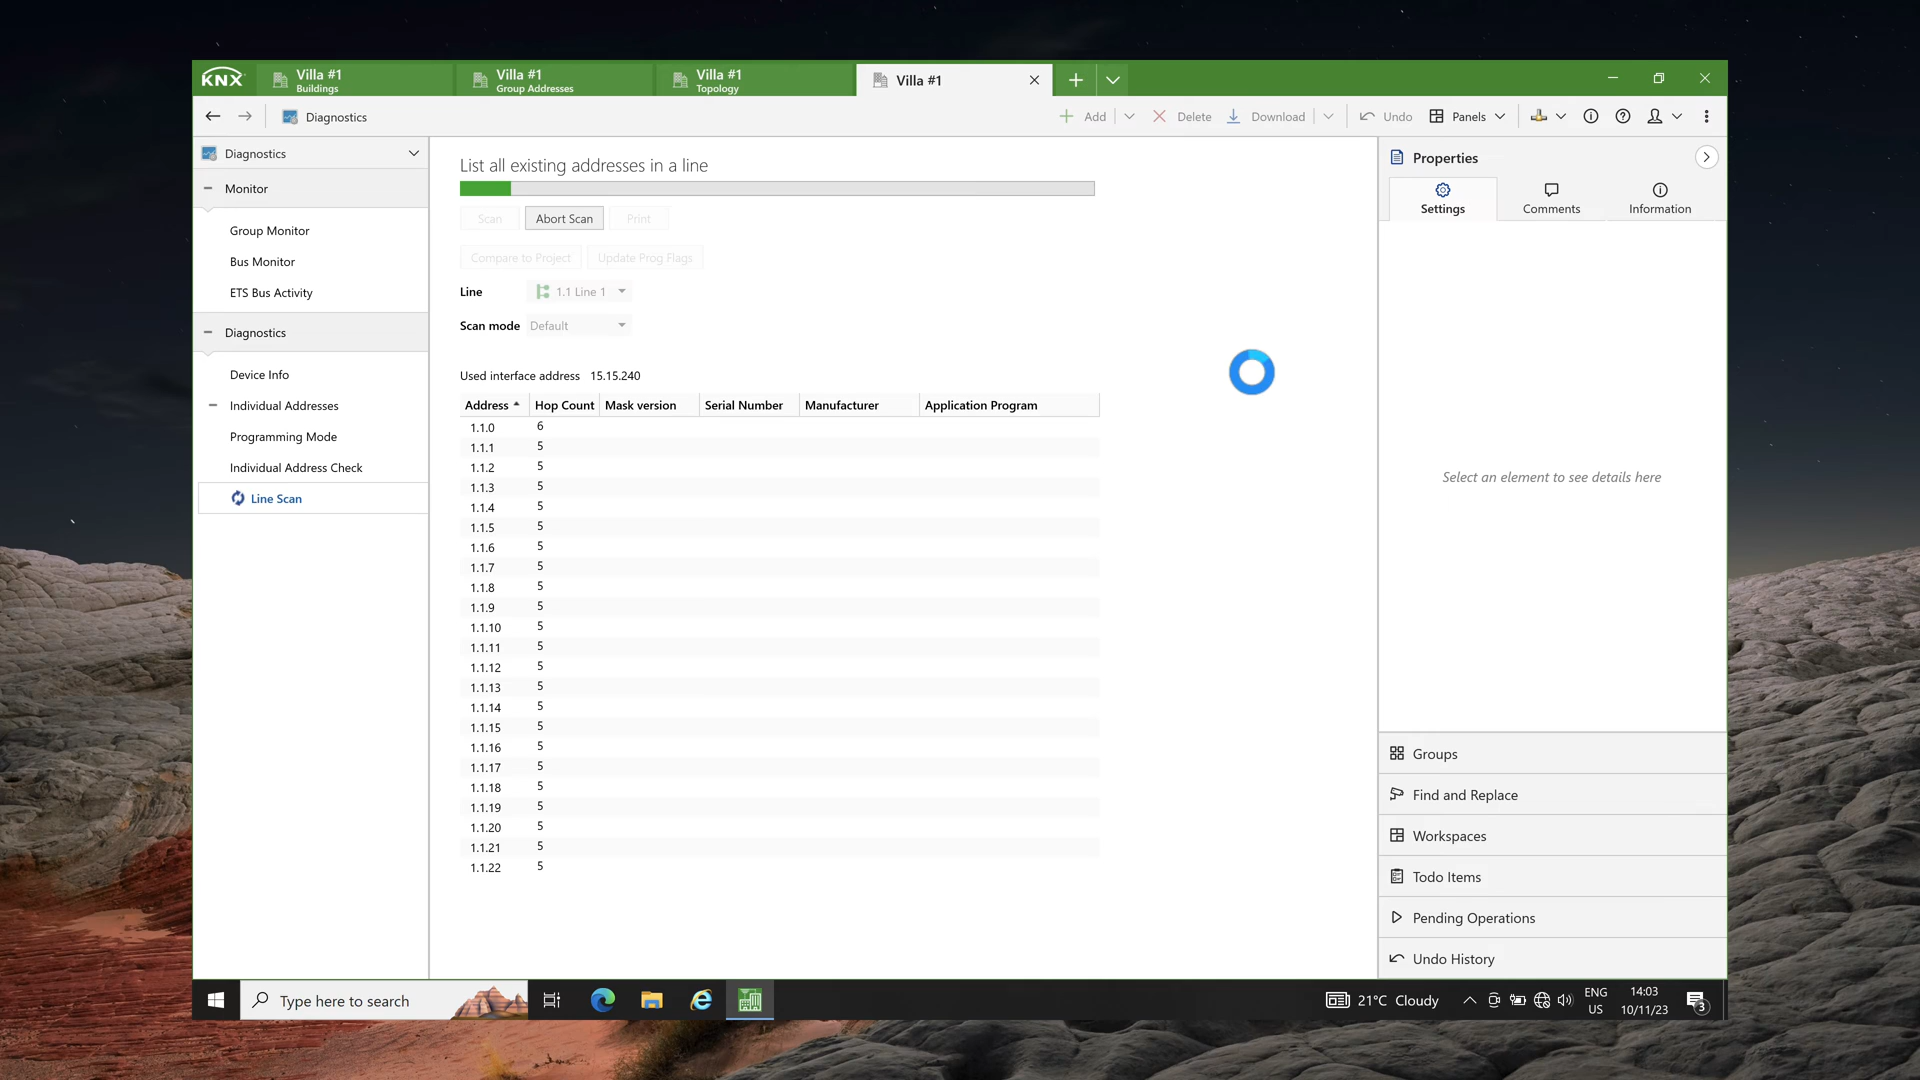 KNX
Villa #1
Buildings
Villa #1
Group Addresses
Villa #1
Topology
Villa #1
Diagnostics
Add
Delete
Download
Undo
Panels
Diagnostics
Monitor
Group Monitor
Bus Monitor
ETS Bus Activity
Diagnostics
Device Info
Individual Addresses
Programming Mode
Individual Address Check
Line Scan
List all existing addresses in a line
Scan Abort Scan Print
Compare to Project Update Prog Flags
Line 1.1 Line 1
Scan mode Default
Used interface address 15.15.240
Address Hop Count Mask version Serial Number Manufacturer Application Program
1.1.0 6
1.1.1 5
1.1.2 5
1.1.3 5
1.1.4 5
1.1.5 5
1.1.6 5
1.1.7 5
1.1.8 5
1.1.9 5
1.1.10 5
1.1.11 5
1.1.12 5
1.1.13 5
1.1.14 5
1.1.15 5
1.1.16 5
1.1.17 5
1.1.18 5
1.1.19 5
1.1.20 5
1.1.21 5
1.1.22 5
Properties
Settings Comments Information
Select an element to see details here
Groups
Find and Replace
Workspaces
Todo Items
Pending Operations
Undo History
Type here to search
21°C Cloudy
ENG
US
14:03
10/11/23
3